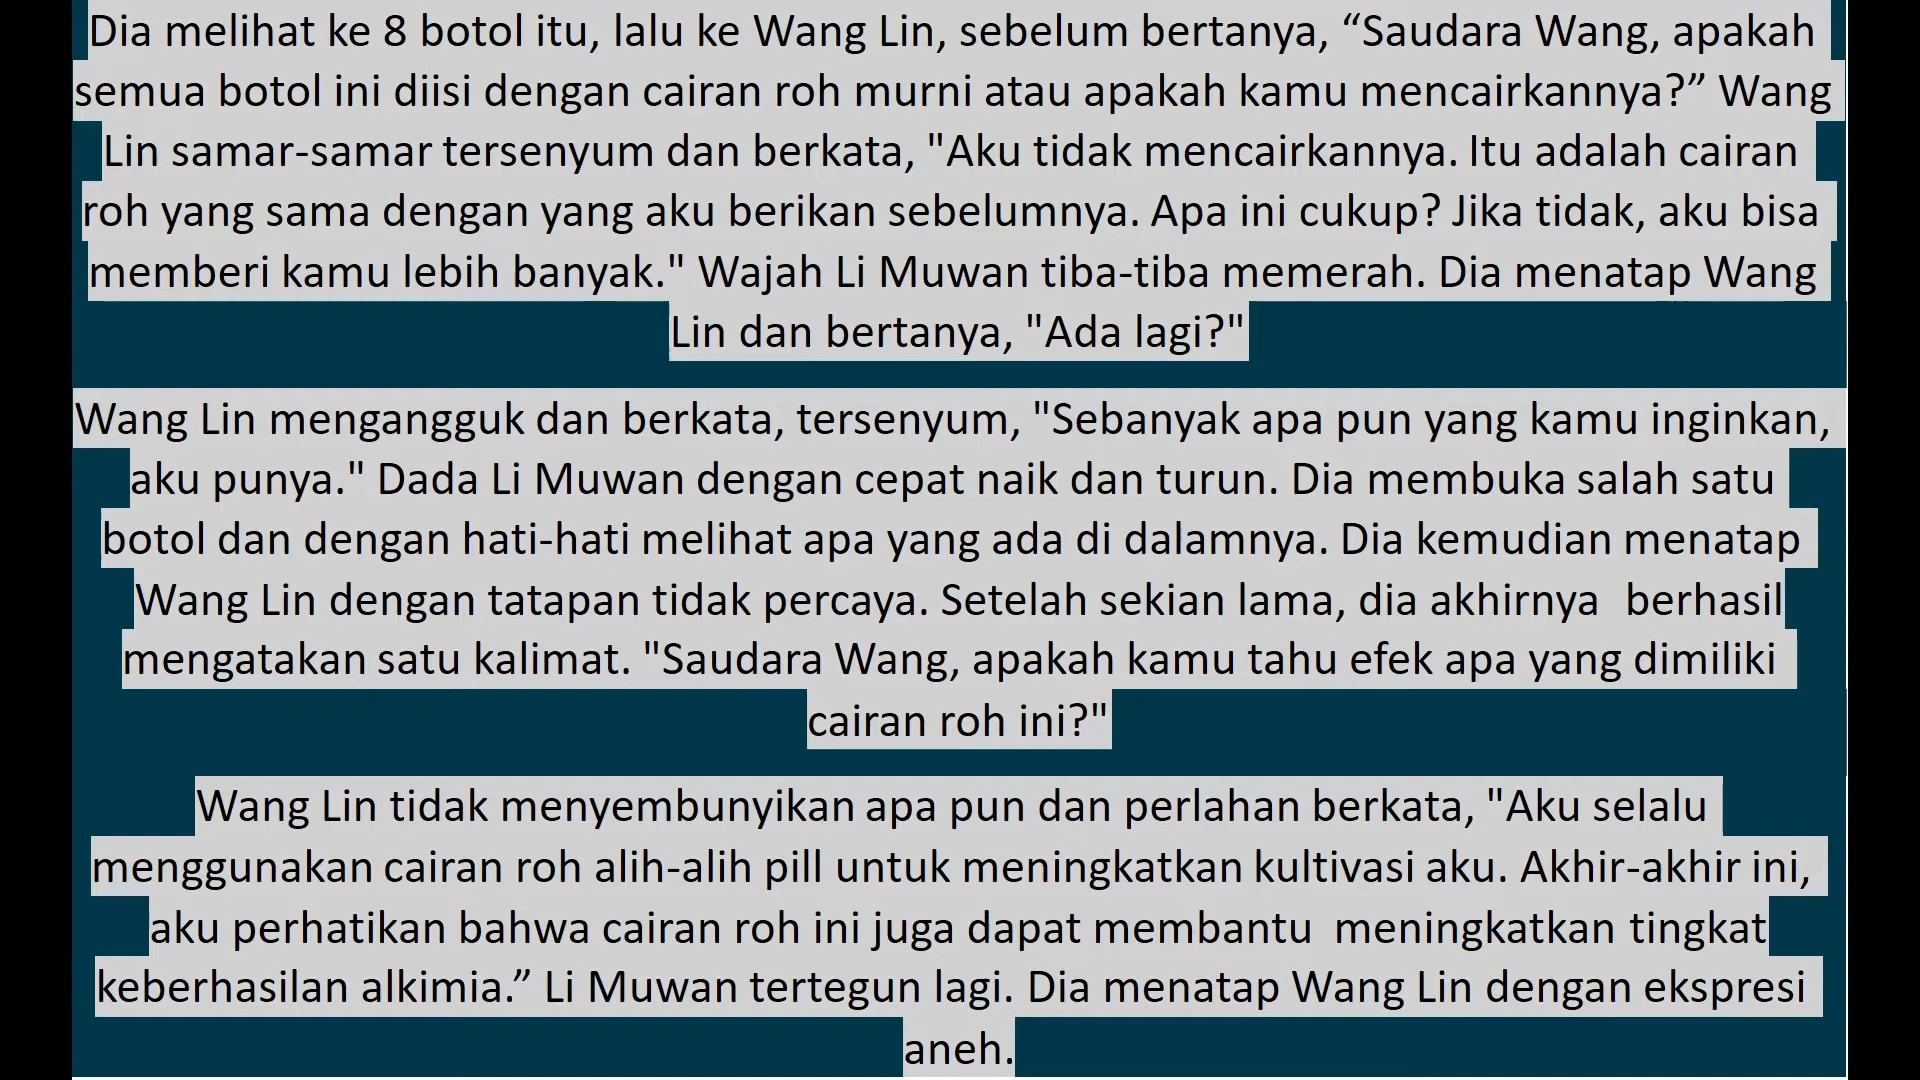 Dia melihat ke 8 botol itu, lalu ke Wang Lin, sebelum bertanya, “Saudara Wang, apakah
semua botol ini diisi dengan cairan roh murni atau apakah kamu mencairkannya?” Wang
Lin samar-samar tersenyum dan berkata, "Aku tidak mencairkannya. Itu adalah cairan
roh yang sama dengan yang aku berikan sebelumnya. Apa ini cukup? Jika tidak, aku bisa
memberi kamu lebih banyak." Wajah Li Muwan tiba-tiba memerah. Dia menatap Wang
Lin dan bertanya, "Ada lagi?"
Wang Lin mengangguk dan berkata, tersenyum, "Sebanyak apa pun yang kamu inginkan,
aku punya." Dada Li Muwan dengan cepat naik dan turun. Dia membuka salah satu
botol dan dengan hati-hati melihat apa yang ada di dalamnya. Dia kemudian menatap
Wang Lin dengan tatapan tidak percaya. Setelah sekian lama, dia akhirnya  berhasil
mengatakan satu kalimat. "Saudara Wang, apakah kamu tahu efek apa yang dimiliki
cairan roh ini?"
Wang Lin tidak menyembunyikan apa pun dan perlahan berkata, "Aku selalu
menggunakan cairan roh alih-alih pill untuk meningkatkan kultivasi aku. Akhir-akhir ini,
aku perhatikan bahwa cairan roh ini juga dapat membantu  meningkatkan tingkat
keberhasilan alkimia.” Li Muwan tertegun lagi. Dia menatap Wang Lin dengan ekspresi
aneh.